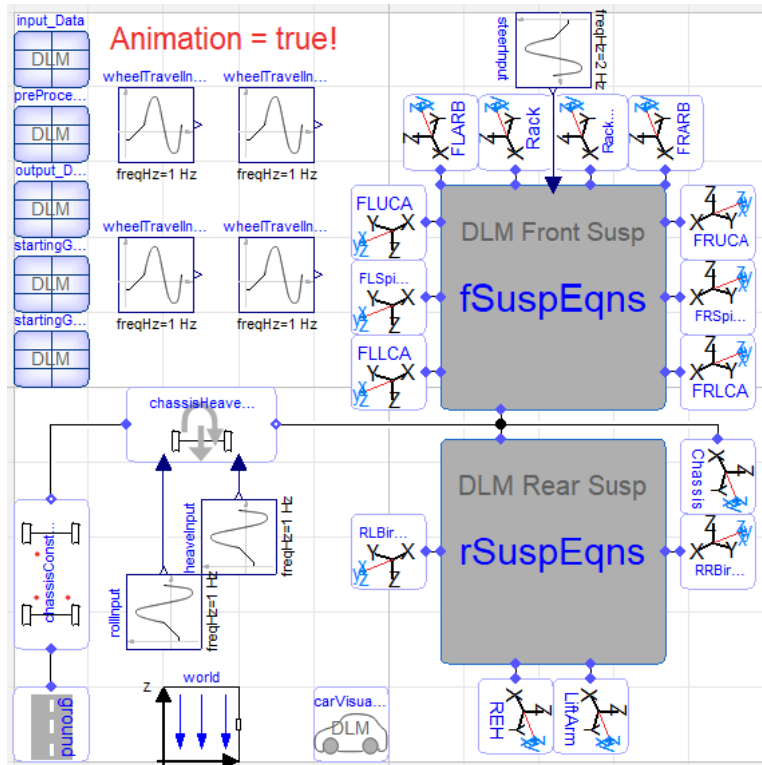 input_Data
DLM
Animation = true!
preProce...
DLM
output_D...
DLM
startingG...
DLM
startingG...
DLM
wheelTravelIn...
freqHz=1 Hz
wheelTravelIn...
freqHz=1 Hz
wheelTravelIn...
freqHz=1 Hz
wheelTravelIn...
freqHz=1 Hz
steerInput
freqHz=2 Hz
FLARB
Rack
Rack...
FRARB
FLUCA
FLSpi...
FLLCA
DLM Front Susp
fSuspEqns
FRUCA
FRSpi...
FRLCA
chassisHeave...
chassisConst...
heaveInput
freqHz=1 Hz
rollInput
freqHz=1 Hz
DLM Rear Susp
rSuspEqns
Chassis
RLBir...
RRBir...
REH
LiftArm
ground
world
z
carVisua...
DLM